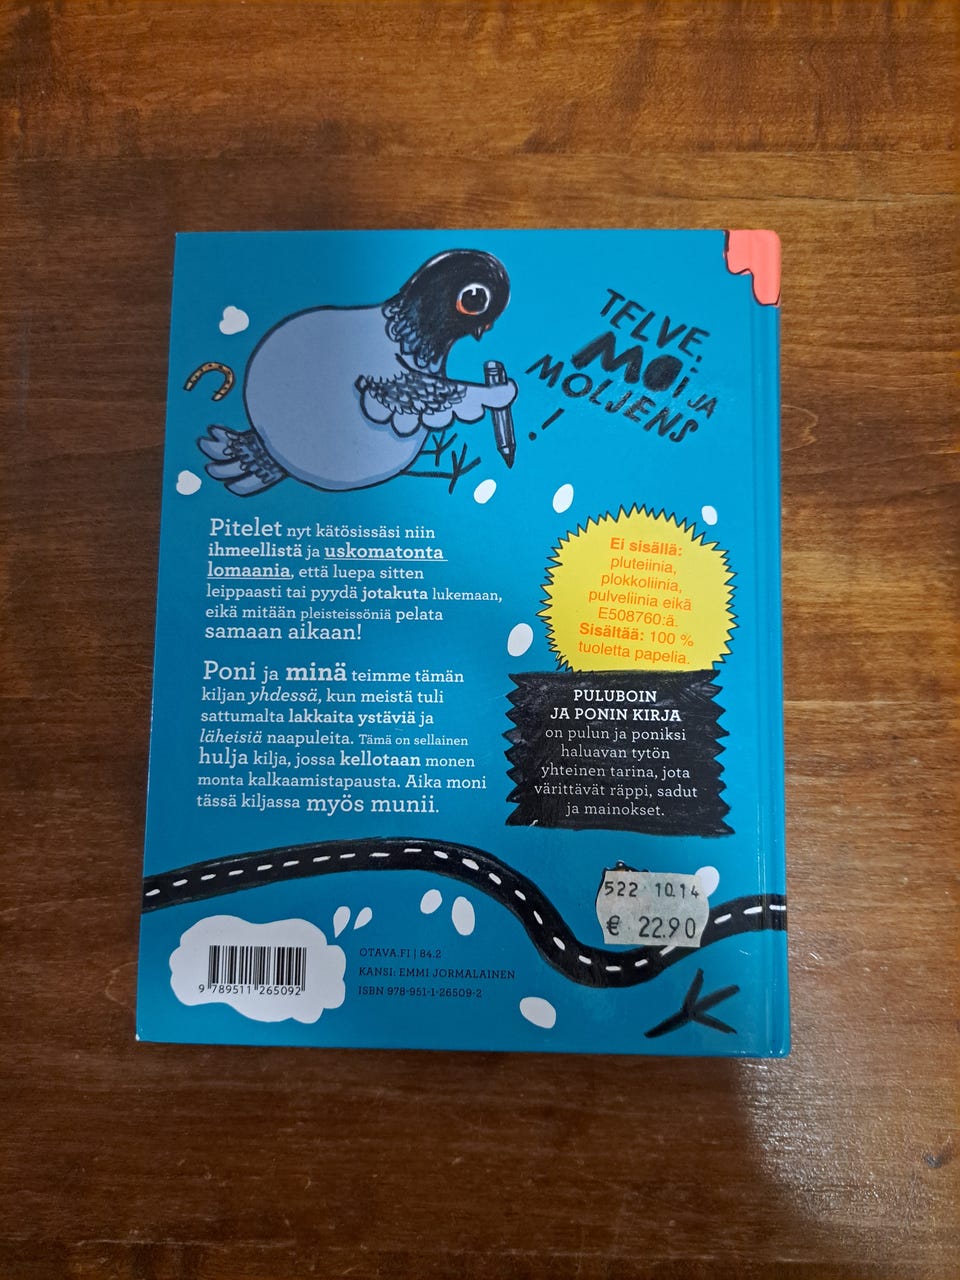 TELVE,
MOi JA
MOLJENS
!
Pitelet nyt kätösissäsi niin
ihmeellistä ja uskomatonta
lomaania, että luepa sitten
leippaasti tai pyydä jotakuta lukemaan,
eikä mitään pleisteissöniä pelata
samaan aikaan!
Poni ja minä teimme tämän
kiljan yhdessä, kun meistä tuli
sattumalta lakkaita ystäviä ja
läheisiä naapuleita. Tämä on sellainen
hulja kilja, jossa kellotaan monen
monta kalkaamistapausta. Aika moni
tässä kiljassa myös munii.
Ei sisällä:
pluteiinia,
plokkoliinia,
pulveliinia eikä
E508760:ä.
Sisältää: 100 %
tuoletta papelia.
PULUBOIN
JA PONIN KIRJA
on pulun ja poniksi
haluavan tytön
yhteinen tarina, jota
värittävät räppi, sadut
ja mainokset.
522 10.14
€ 22.90
OTAVA.FI | 84.2
KANSI: EMMI JORMALAINEN
ISBN 978-951-1-26509-2
9 789511 265092